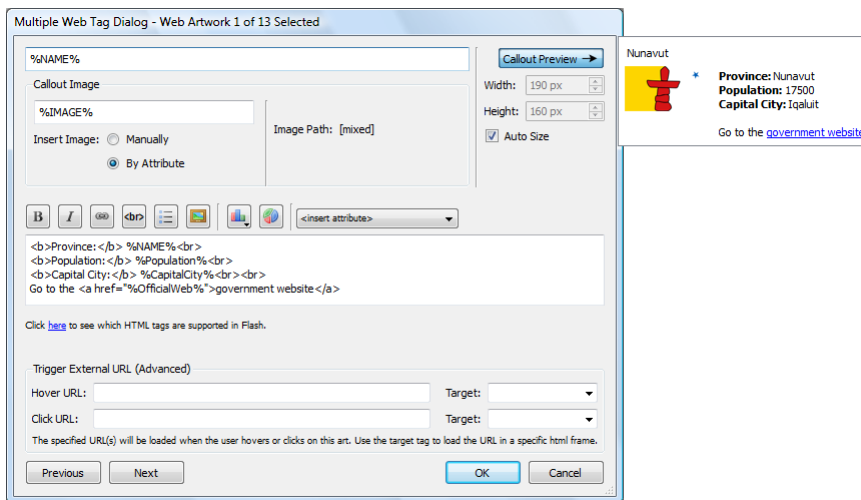 Multiple Web Tag Dialog - Web Artwork 1 of 13 Selected
%NAME%
Callout Preview
Callout Image
Width: 190 px
%IMAGE%
Height: 160 px
Image Path: [mixed]
Insert Image: Manually
Auto Size
By Attribute
Nunavut
Province: Nunavut
Population: 17500
Capital City: Iqaluit
Go to the government website
B I <br> <insert attribute>
<b>Province:</b> %NAME%<br>
<b>Population:</b> %Population%<br>
<b>Capital City:</b> %CapitalCity%<br><br>
Go to the <a href="%OfficialWeb%">government website</a>
Click here to see which HTML tags are supported in Flash.
Trigger External URL (Advanced)
Hover URL: Target:
Click URL: Target:
The specified URL(s) will be loaded when the user hovers or clicks on this art. Use the target tag to load the URL in a specific html frame.
Previous Next OK Cancel